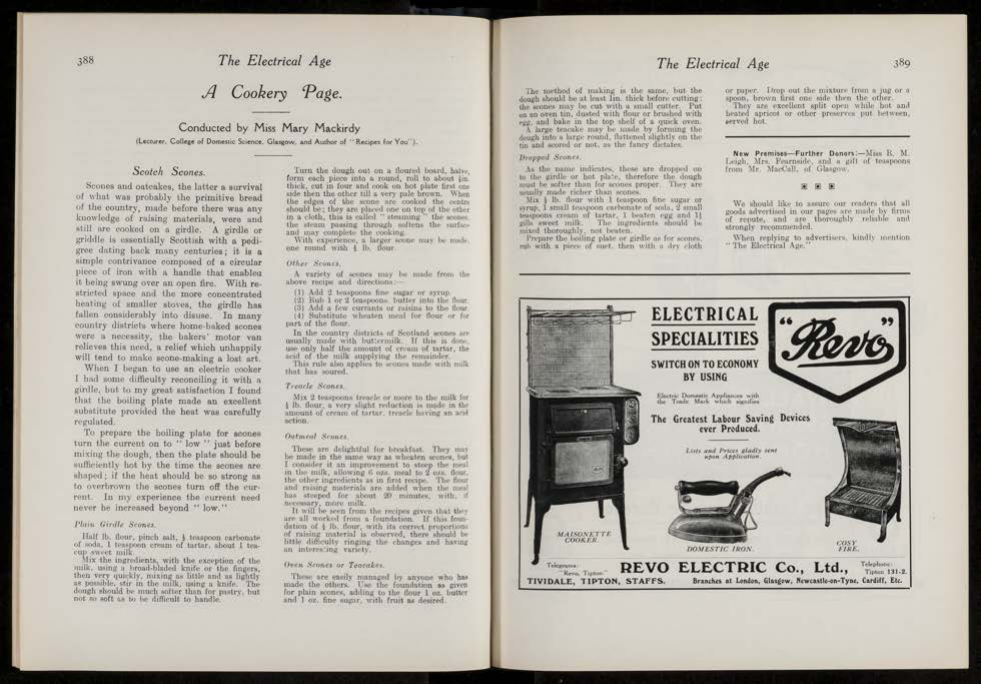 388
The Electrical Age
A Cookery Page.
Conducted by Miss Mary Mackirdy
(Lecturer, College of Domestic Science, Glasgow, and Author of "Recipes for You").
Scotch Scones.
Scones and oatcakes, the latter a survival
of what was probably the primitive bread
of the country, made before there was any
knowledge of raising materials, were and
still are cooked on a girdle. A girdle or
griddle is essentially Scottish with a pedi-
gree dating back many centuries; it is a
simple contrivance composed of a circular
piece of iron with a handle that enabled
it being swung over an open fire. With re-
stricted space and the more concentrated
heating of smaller stoves, the girdle has
fallen considerably into disuse. In many
country districts where home-baked scones
were a necessity, the bakers' motor van
relieves this need, a relief which unhappily
will tend to make scone-making a lost art.
When I began to use an electric cooker
I had some difficulty reconciling it with a
girdle, but to my great satisfaction I found
that the boiling plate made an excellent
substitute provided the heat was carefully
regulated.
To prepare the boiling plate for scones
turn the current on to "low" just before
mixing the dough, then the plate should be
sufficiently hot by the time the scones are
shaped; if the heat should be so strong as
to overbrown the scones turn off the cur-
rent. In my experience the current need
never be increased beyond "low."
Plain Girdle Scones.
Half lb. flour, pinch salt, ½ teaspoon carbonate
of soda, 1 teaspoon cream of tartar, about 1 tea-
cup sweet milk.
Mix the ingredients, with the exception of the
milk, using a broad-bladed knife or the fingers,
then very quickly, mixing as little and as lightly
as possible, stir in the milk, using a knife. The
dough should be much softer than for pastry, but
not so soft as to be difficult to handle.
Turn the dough out on a floured board, halve,
form each piece into a round, roll to about
thick, cut in four and cook on hot plate first one
side then the other till a very pale brown. When
the edges of the scone are cooked the centre
should be; they are placed one on top of the other
in a cloth, this is called "steaming" the scones,
the steam passing through softens the surface
and may complete the cooking.
With experience, a larger scone may be made,
one round with lb. flour.
Other Scones.
A variety of scones may be made from the
above recipe and directions:—
(1) Add 2 teaspoons fine sugar or syrup.
(2) Rub 1 or 2 teaspoons butter into the flour.
(3) Add a few currants or raisins to the flour.
(4) Substitute wheaten meal for flour or for
part of the flour.
In the country districts of Scotland scones are
usually made with buttermilk. If this is done,
use only half the amount of cream of tartar, the
acid of the milk supplying the remainder.
This rule also applies to scones made with milk
that has soured.
Treacle Scones.
Mix 2 teaspoons treacle or more to the milk for
½ lb. flour, a very slight reduction is made in the
amount of cream of tartar, treacle having an acid
action.
Oatmeal Scones.
These are delightful for breakfast. They may
be made in the same way as wheaten scones, but
I consider it an improvement to steep the meal
in the milk, allowing 6 ozs. meal to 2 ozs. flour,
the other ingredients as in first recipe. The flour
and raising materials are added when the meal
has steeped for about 20 minutes, with, if
necessary, more milk.
It will be seen from the recipes given that they
are all worked from a foundation. If this foun-
dation of ½ lb. flour, with its correct proportions
of raising material is observed, there should be
little difficulty ringing the changes and having
an interesting variety.
Oven Scones or Teacakes.
These are easily managed by anyone who has
made the others. Use the foundation as given
for plain scones, adding to the flour 1 oz. butter
and 1 oz. fine sugar, with fruit as desired.
The Electrical Age
389
The method of making is the same, but the
dough should be at least 1in. thick before cutting;
the scones may be cut with a small cutter. Put
on an oven tin, dusted with flour or brushed with
egg, and bake in the top shelf of a quick oven.
A large teacake may be made by forming the
dough into a large round, flattened slightly on the
tin and scored or not, as the fancy dictates.
Dropped Scones.
As the name indicates, these are dropped on
to the girdle or hot plate, therefore the dough
must be softer than for scones proper. They are
usually made richer than scones.
Mix ½ lb. flour with 1 teaspoon fine sugar or
syrup, 1 small teaspoon carbonate of soda, 2 small
teaspoons cream of tartar, 1 beaten egg and 1½
gills sweet milk. The ingredients should be
mixed thoroughly, not beaten.
Prepare the boiling plate or girdle as for scones,
rub with a piece of suet, then with a dry cloth
or paper. Drop out the mixture from a jug or a
spoon, brown first one side then the other.
They are excellent split open while hot and
heated apricot or other preserves put between,
served hot.
New Premises—Further Donors:—Miss R. M.
Leigh, Mrs. Fearnside, and a gift of teaspoons
from Mr. MacCall, of Glasgow.
We should like to assure our readers that all
goods advertised in our pages are made by firms
of repute, and are thoroughly reliable and
strongly recommended.
When replying to advertisers, kindly mention
"The Electrical Age."
ELECTRICAL
SPECIALITIES
SWITCH ON TO ECONOMY
BY USING
"Revo"
Electric Domestic Appliances with
the Trade Mark which signifies
The Greatest Labour Saving Devices
ever Produced.
Lists and Prices gladly sent
upon Application.
MAISONETTE
COOKER.
DOMESTIC IRON.
COSY
FIRE.
Telegrams:
"Revo, Tipton."
REVO ELECTRIC Co., Ltd.,
Telephone:
Tipton 131-2.
TIVIDALE, TIPTON, STAFFS.
Branches at London, Glasgow, Newcastle-on-Tyne, Cardiff, Etc.